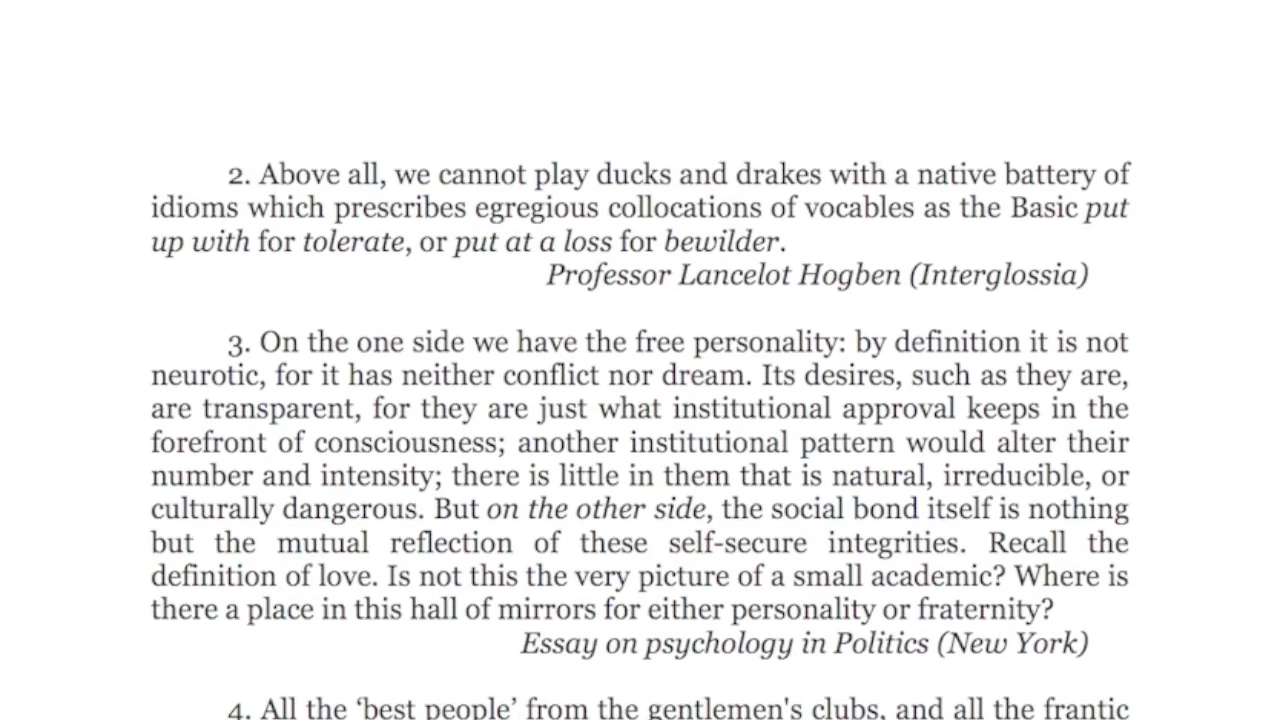 2. Above all, we cannot play ducks and drakes with a native battery of
idioms which prescribes egregious collocations of vocables as the Basic put
up with for tolerate, or put at a loss for bewilder.
Professor Lancelot Hogben (Interglossia)
3. On the one side we have the free personality: by definition it is not
neurotic, for it has neither conflict nor dream. Its desires, such as they are,
are transparent, for they are just what institutional approval keeps in the
forefront of consciousness; another institutional pattern would alter their
number and intensity; there is little in them that is natural, irreducible, or
culturally dangerous. But on the other side, the social bond itself is nothing
but the mutual reflection of these self-secure integrities. Recall the
definition of love. Is not this the very picture of a small academic? Where is
there a place in this hall of mirrors for either personality or fraternity?
Essay on psychology in Politics (New York)
4. All the ‘best people’ from the gentlemen's clubs, and all the frantic